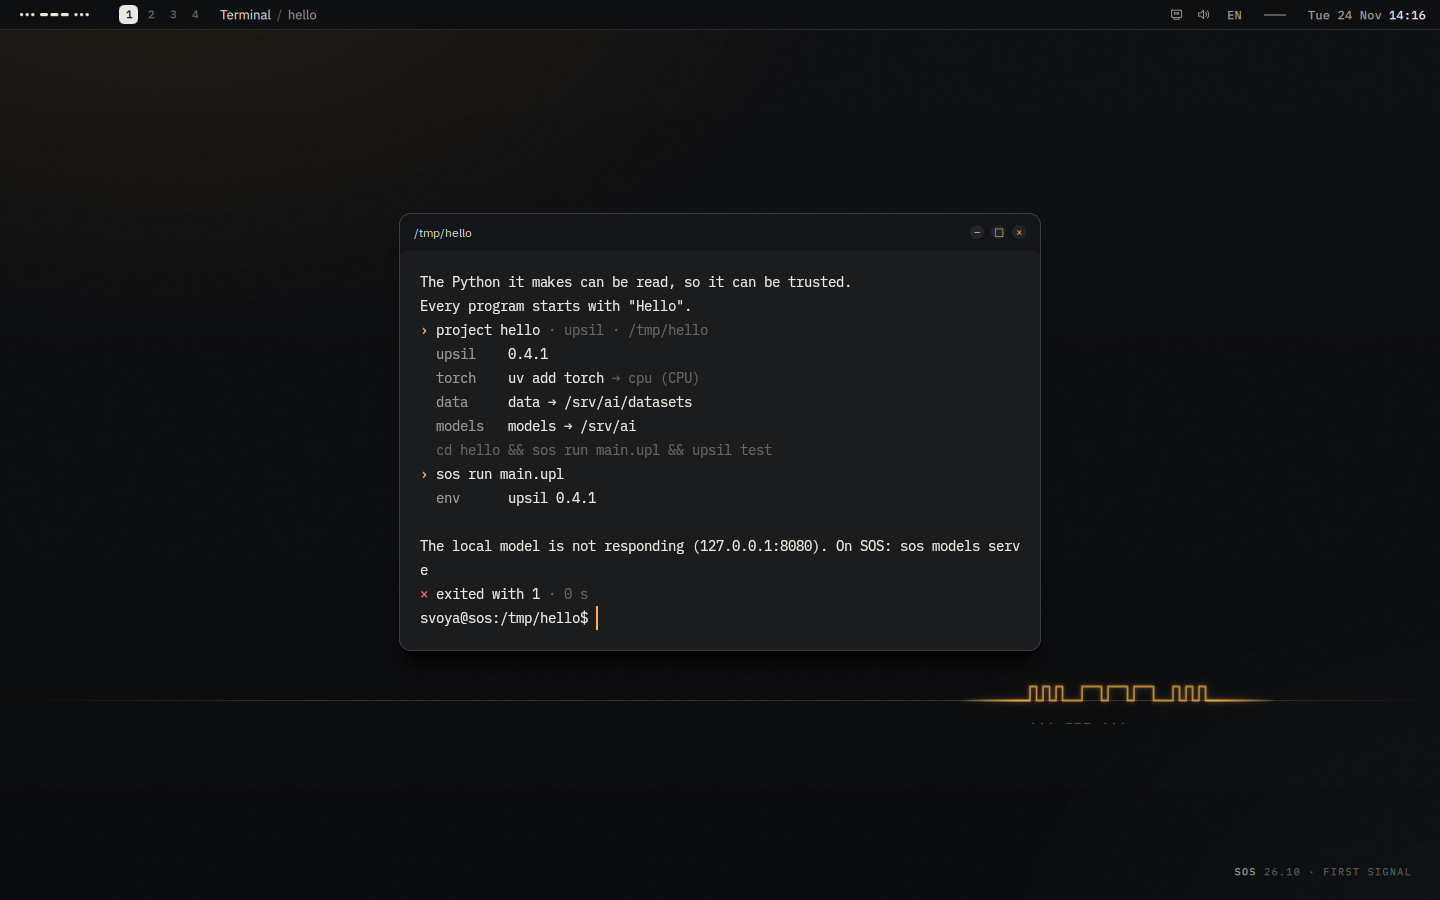 1 2 3 4 Terminal / hello
EN Tue 24 Nov 14:16
/tmp/hello
The Python it makes can be read, so it can be trusted.
Every program starts with "Hello".
› project hello · upsil · /tmp/hello
upsil 0.4.1
torch uv add torch → cpu (CPU)
data data → /srv/ai/datasets
models models → /srv/ai
cd hello && sos run main.upl && upsil test
› sos run main.upl
env upsil 0.4.1
The local model is not responding (127.0.0.1:8080). On SOS: sos models serv
e
× exited with 1 · 0 s
svoya@sos:/tmp/hello$
··· ——— ···
SOS 26.10 · FIRST SIGNAL